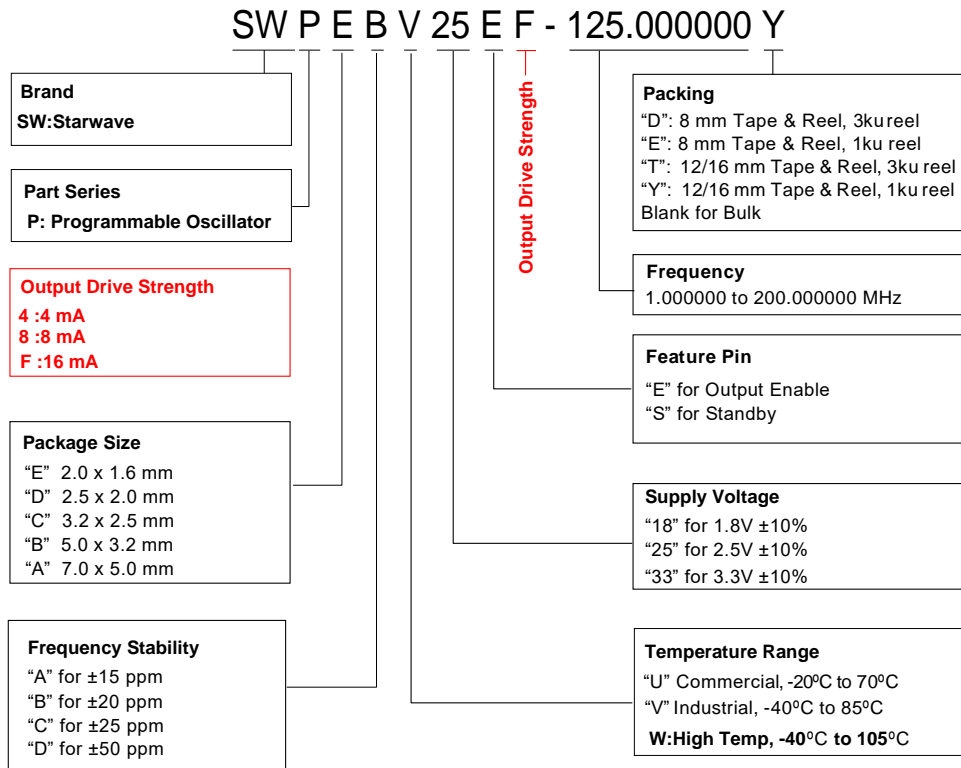 SW P E B V 25 E F - 125.000000 Y
Brand
SW:Starwave
Part Series
P: Programmable Oscillator
Output Drive Strength
4 :4 mA
8 :8 mA
F :16 mA
Package Size
“E” 2.0 x 1.6 mm
“D” 2.5 x 2.0 mm
“C” 3.2 x 2.5 mm
“B” 5.0 x 3.2 mm
“A” 7.0 x 5.0 mm
Frequency Stability
“A” for ±15 ppm
“B” for ±20 ppm
“C” for ±25 ppm
“D” for ±50 ppm
Output Drive Strength
Packing
“D”: 8 mm Tape & Reel, 3ku reel
“E”: 8 mm Tape & Reel, 1ku reel
“T”: 12/16 mm Tape & Reel, 3ku reel
“Y”: 12/16 mm Tape & Reel, 1ku reel
Blank for Bulk
Frequency
1.000000 to 200.000000 MHz
Feature Pin
“E” for Output Enable
“S” for Standby
Supply Voltage
“18” for 1.8V ±10%
“25” for 2.5V ±10%
“33” for 3.3V ±10%
Temperature Range
“U” Commercial, -20ºC to 70ºC
“V” Industrial, -40ºC to 85ºC
W:High Temp, -40ºC to 105ºC